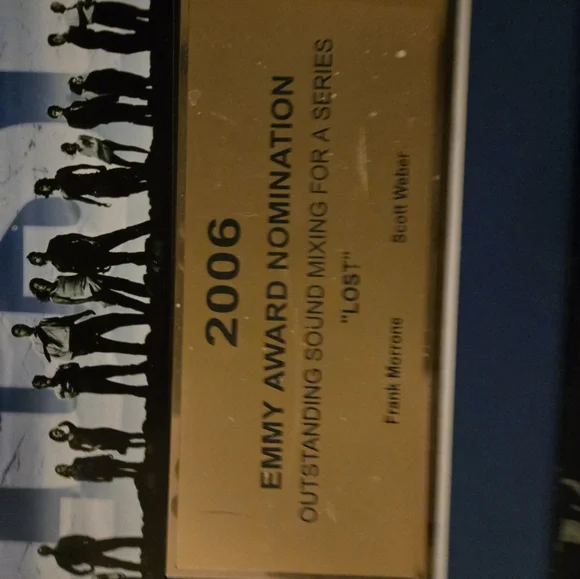 2006
EMMY AWARD NOMINATION
OUTSTANDING SOUND MIXING FOR A SERIES
"LOST"
Frank Morrone Scott Weber